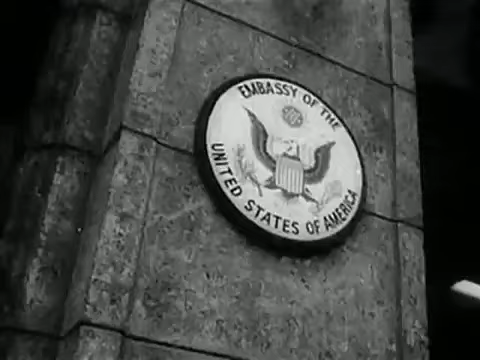 EMBASSY OF THE
UNITED STATES OF AMERICA